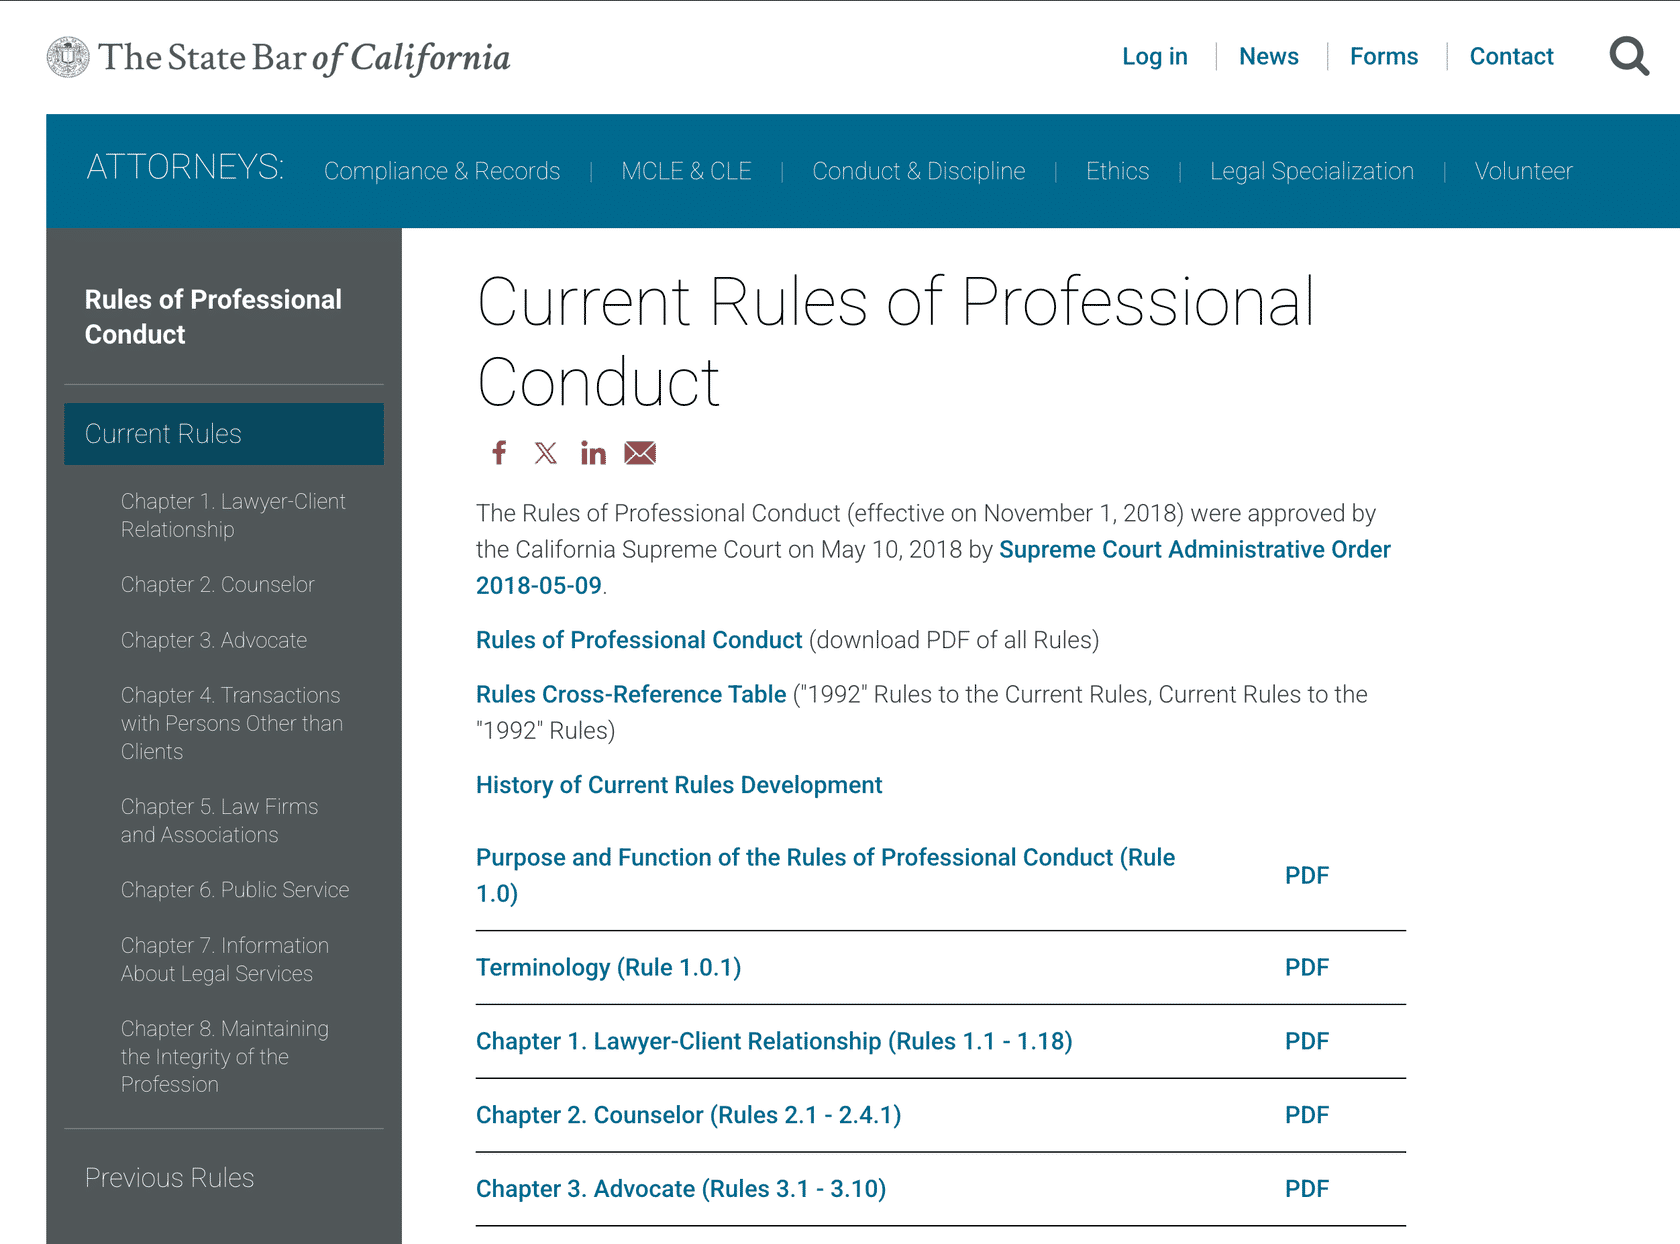 The State Bar of California
Log in
News
Forms
Contact
ATTORNEYS:
Compliance & Records
MCLE & CLE
Conduct & Discipline
Ethics
Legal Specialization
Volunteer
Rules of Professional
Conduct
Current Rules
Chapter 1. Lawyer-Client
Relationship
Chapter 2. Counselor
Chapter 3. Advocate
Chapter 4. Transactions
with Persons Other than
Clients
Chapter 5. Law Firms
and Associations
Chapter 6. Public Service
Chapter 7. Information
About Legal Services
Chapter 8. Maintaining
the Integrity of the
Profession
Previous Rules
Current Rules of Professional
Conduct
The Rules of Professional Conduct (effective on November 1, 2018) were approved by
the California Supreme Court on May 10, 2018 by Supreme Court Administrative Order
2018-05-09.
Rules of Professional Conduct (download PDF of all Rules)
Rules Cross-Reference Table ("1992" Rules to the Current Rules, Current Rules to the
"1992" Rules)
History of Current Rules Development
Purpose and Function of the Rules of Professional Conduct (Rule
1.0)
PDF
Terminology (Rule 1.0.1)
PDF
Chapter 1. Lawyer-Client Relationship (Rules 1.1 - 1.18)
PDF
Chapter 2. Counselor (Rules 2.1 - 2.4.1)
PDF
Chapter 3. Advocate (Rules 3.1 - 3.10)
PDF